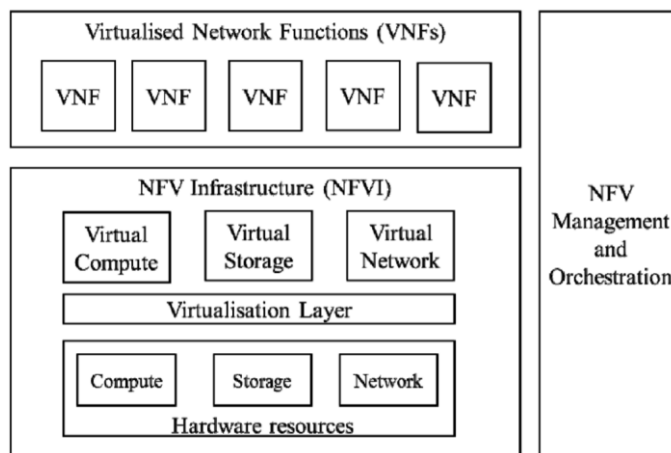 Virtualised Network Functions (VNFs)
VNF
VNF
VNF
VNF
VNF
NFV Infrastructure (NFVI)
Virtual
Compute
Virtual
Storage
Virtual
Network
Virtualisation Layer
Compute
Storage
Network
Hardware resources
NFV
Management
and
Orchestration